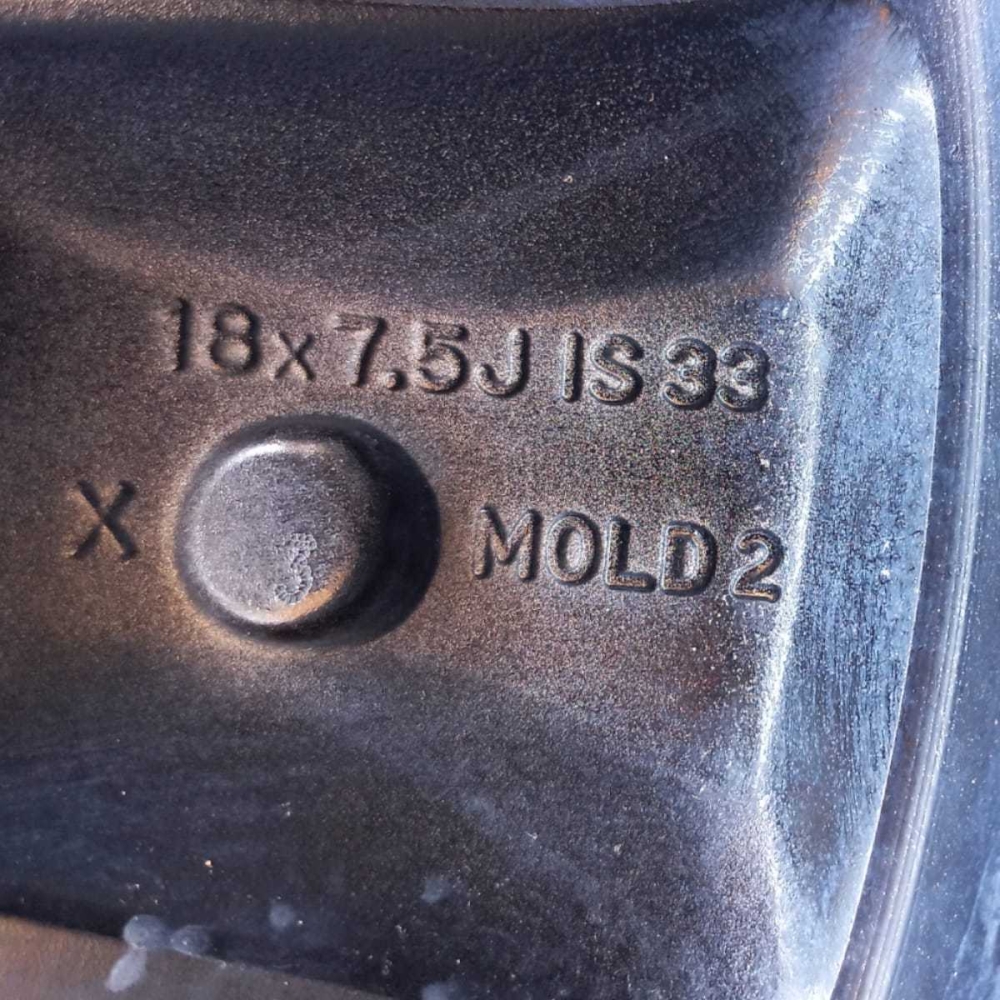 18x7.5J IS33
X MOLD 2